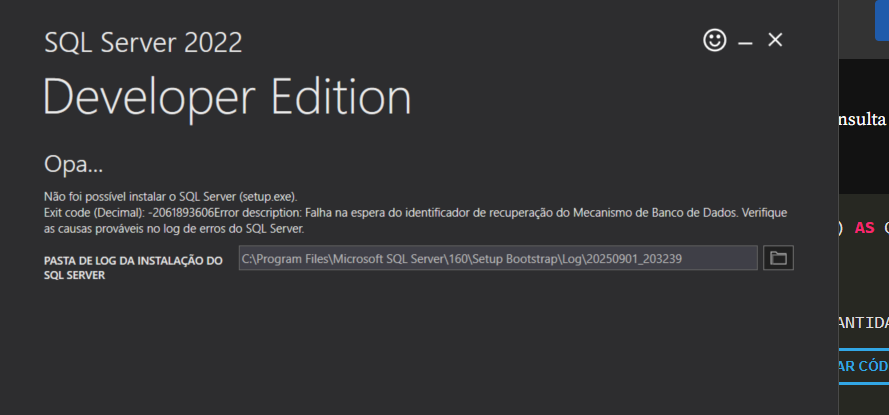 SQL Server 2022
Developer Edition
Opa...
Não foi possível instalar o SQL Server (setup.exe).
Exit code (Decimal): -2061893606Error description: Falha na espera do identificador de recuperação do Mecanismo de Banco de Dados. Verifique
as causas prováveis no log de erros do SQL Server.
PASTA DE LOG DA INSTALAÇÃO DO
SQL SERVER
C:\Program Files\Microsoft SQL Server\160\Setup Bootstrap\Log\20250901_203239
nsulta
) AS
ANTIDA
AR CÓD